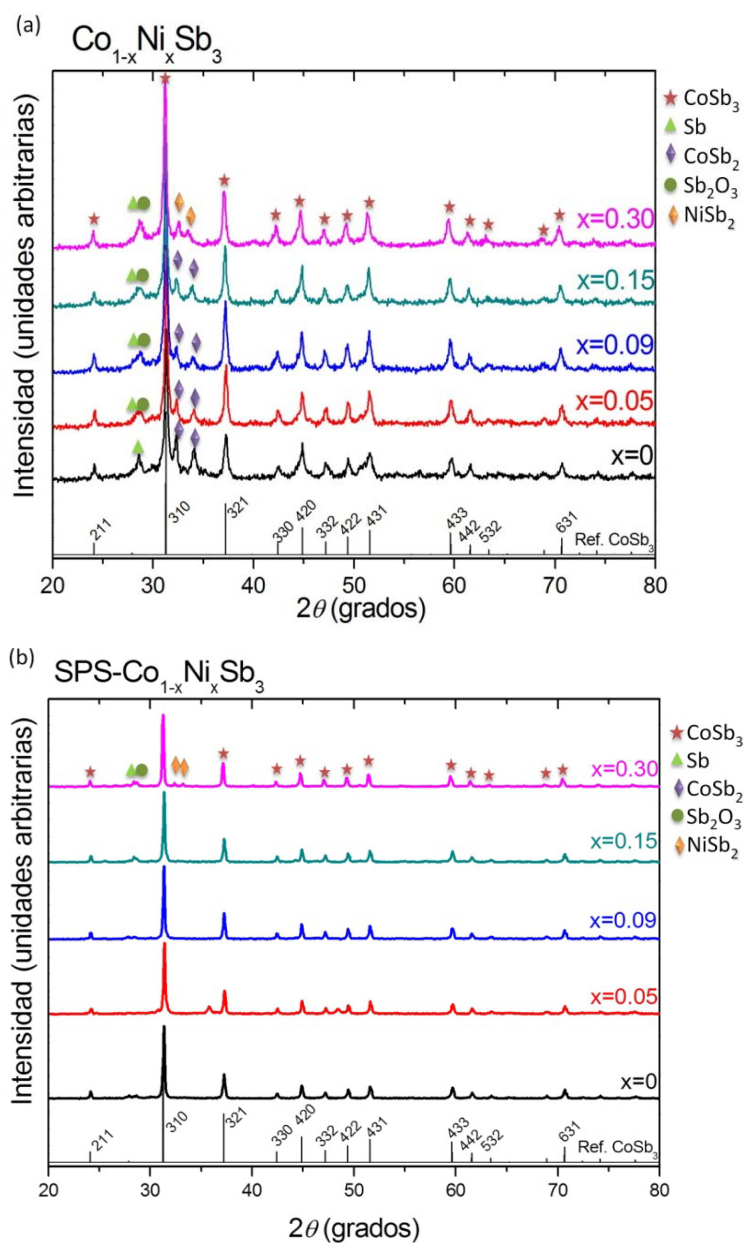 (a)
Co₁₋ₓNiₓSb₃
Intensidad (unidades arbitrarias)
x=0.30
x=0.15
x=0.09
x=0.05
x=0
211
310
321
330
420
332
422
431
433
442
532
631
Ref. CoSb₃
20 30 40 50 60 70 80
2θ (grados)
CoSb₃
Sb
CoSb₂
Sb₂O₃
NiSb₂
(b)
SPS-Co₁₋ₓNiₓSb₃
Intensidad (unidades arbitrarias)
x=0.30
x=0.15
x=0.09
x=0.05
x=0
211
310
321
330
420
332
422
431
433
442
532
631
Ref. CoSb₃
20 30 40 50 60 70 80
2θ (grados)
CoSb₃
Sb
CoSb₂
Sb₂O₃
NiSb₂